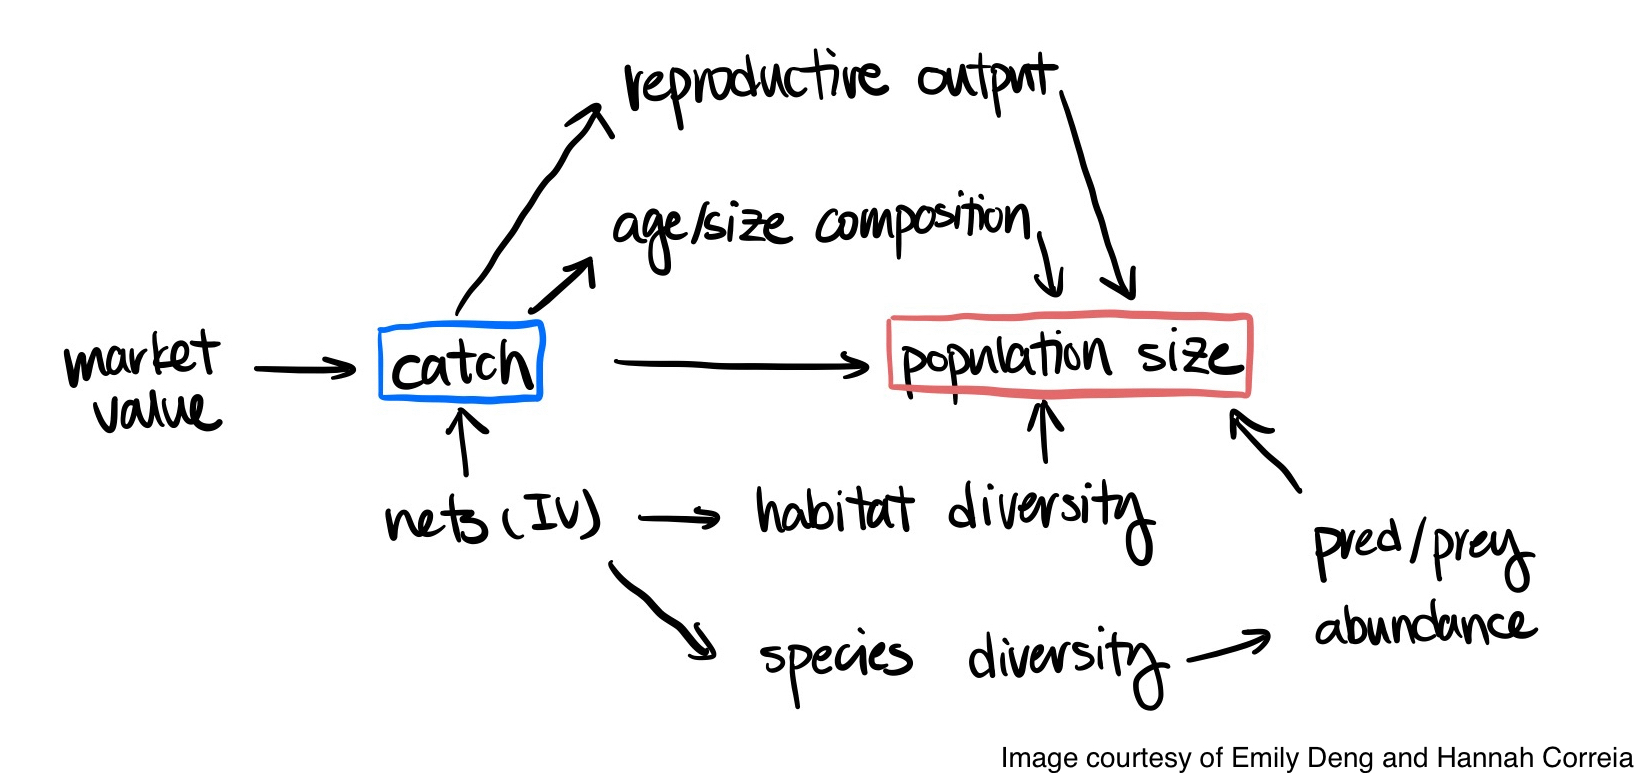 reproductive output
age/size composition
market
value
catch
population size
nets (IV)
habitat diversity
pred/prey
abundance
species diversity
Image courtesy of Emily Deng and Hannah Correia